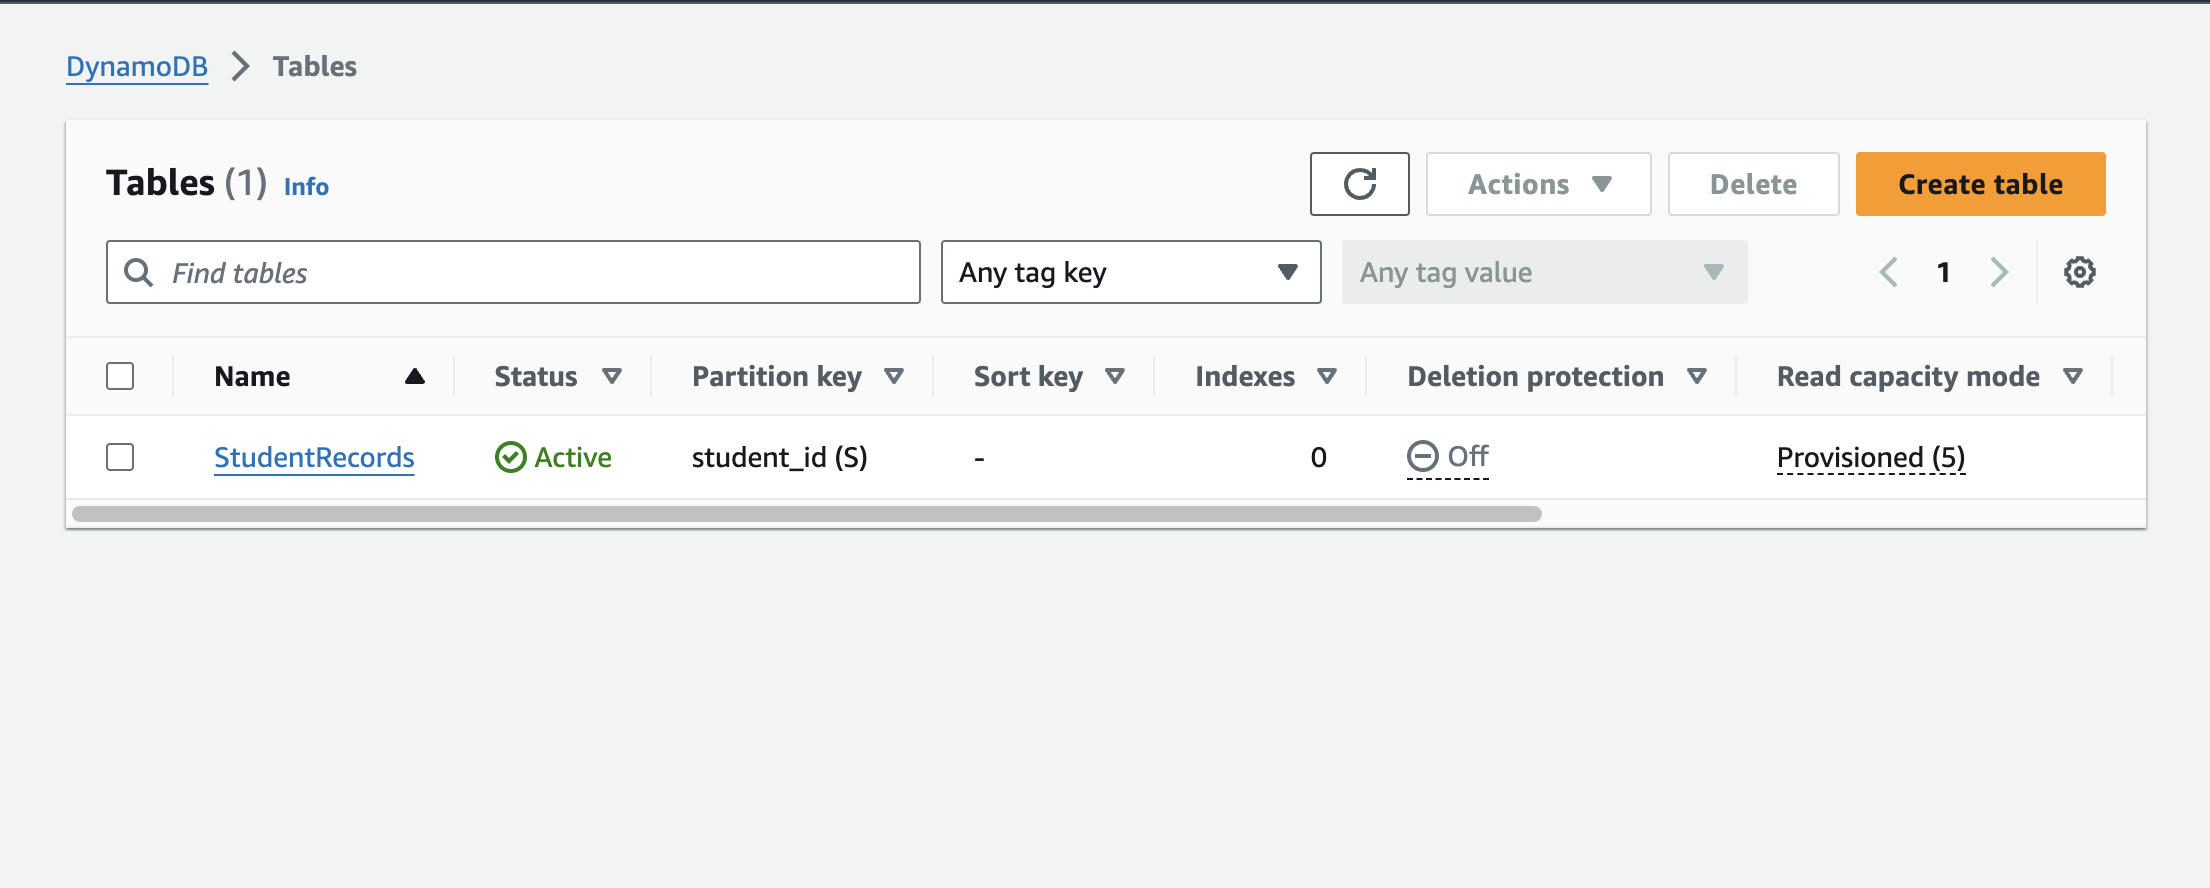 DynamoDB > Tables
Tables (1) Info
Actions
Delete
Create table
Find tables
Any tag key
Any tag value
1
Name Status Partition key Sort key Indexes Deletion protection Read capacity mode
StudentRecords Active student_id (S) - 0 Off Provisioned (5)